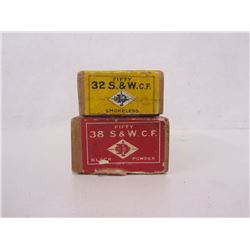 FIFTY
32 S.&W.C.F.
SMOKELESS
FIFTY
38 S.&W.C.F.
BLACK POWDER